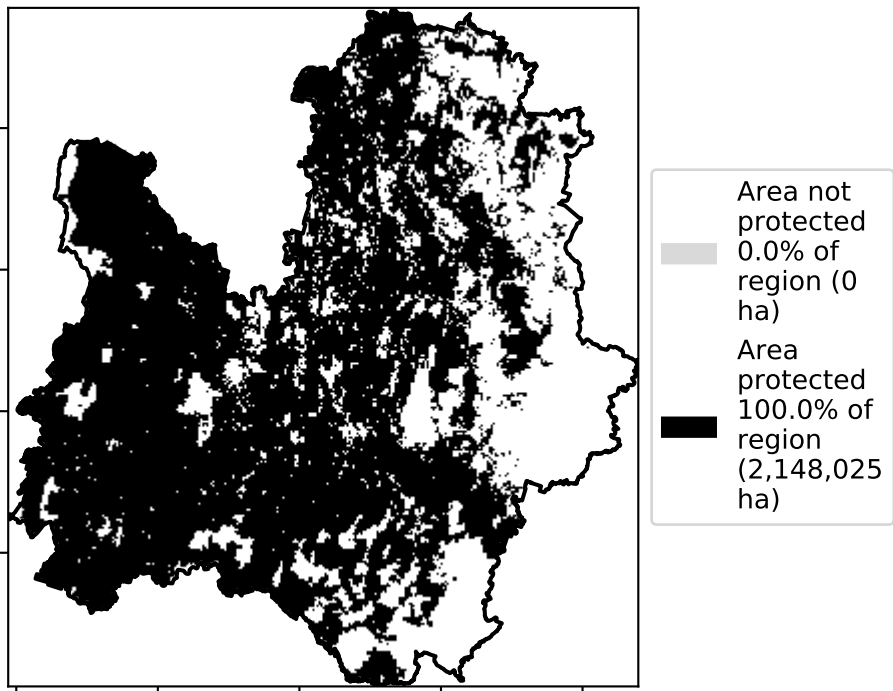 Area not
protected
0.0% of
region (0
ha)
Area
protected
100.0% of
region
(2,148,025
ha)